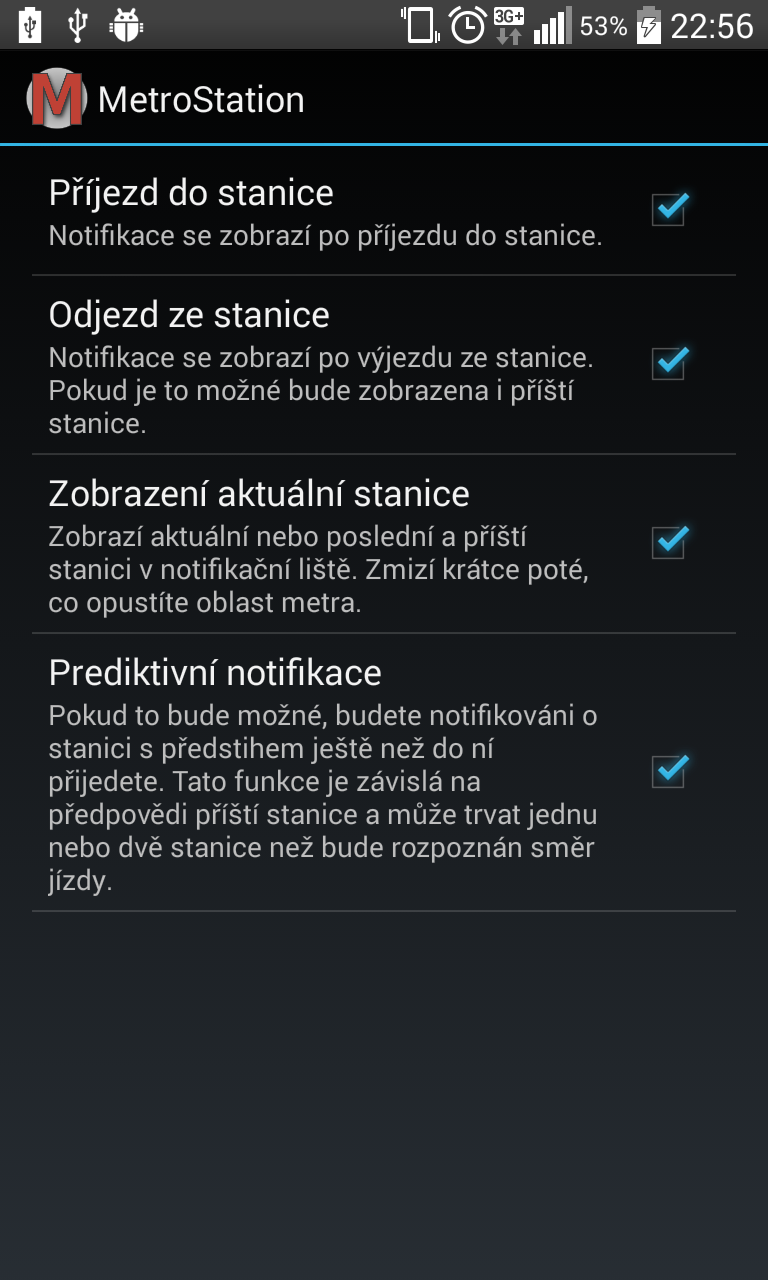 3G+ 53% 22:56
M MetroStation
Příjezd do stanice
Notifikace se zobrazí po příjezdu do stanice.
Odjezd ze stanice
Notifikace se zobrazí po výjezdu ze stanice.
Pokud je to možné bude zobrazena i příští
stanice.
Zobrazení aktuální stanice
Zobrazí aktuální nebo poslední a příští
stanici v notifikační liště. Zmizí krátce poté,
co opustíte oblast metra.
Prediktivní notifikace
Pokud to bude možné, budete notifikováni o
stanici s předstihem ještě než do ní
přijedete. Tato funkce je závislá na
předpovědi příští stanice a může trvat jednu
nebo dvě stanice než bude rozpoznán směr
jízdy.